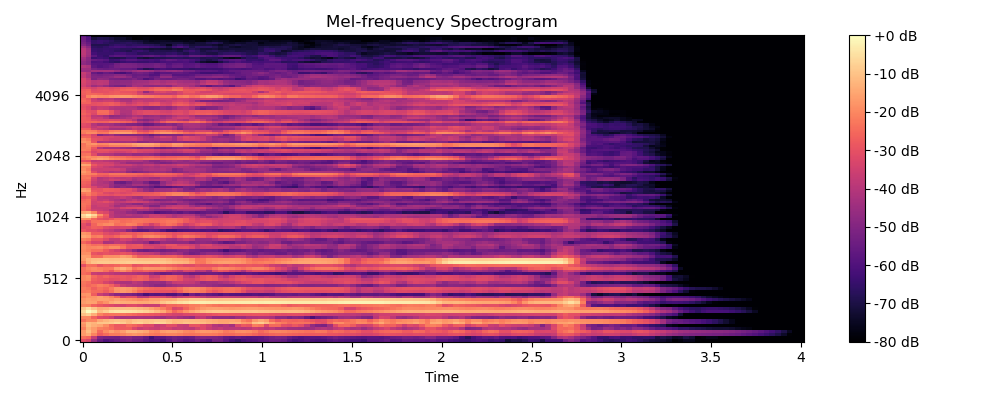 Mel-frequency Spectrogram
Hz
4096
2048
1024
512
0
0 0.5 1 1.5 2 2.5 3 3.5 4
Time
+0 dB
-10 dB
-20 dB
-30 dB
-40 dB
-50 dB
-60 dB
-70 dB
-80 dB